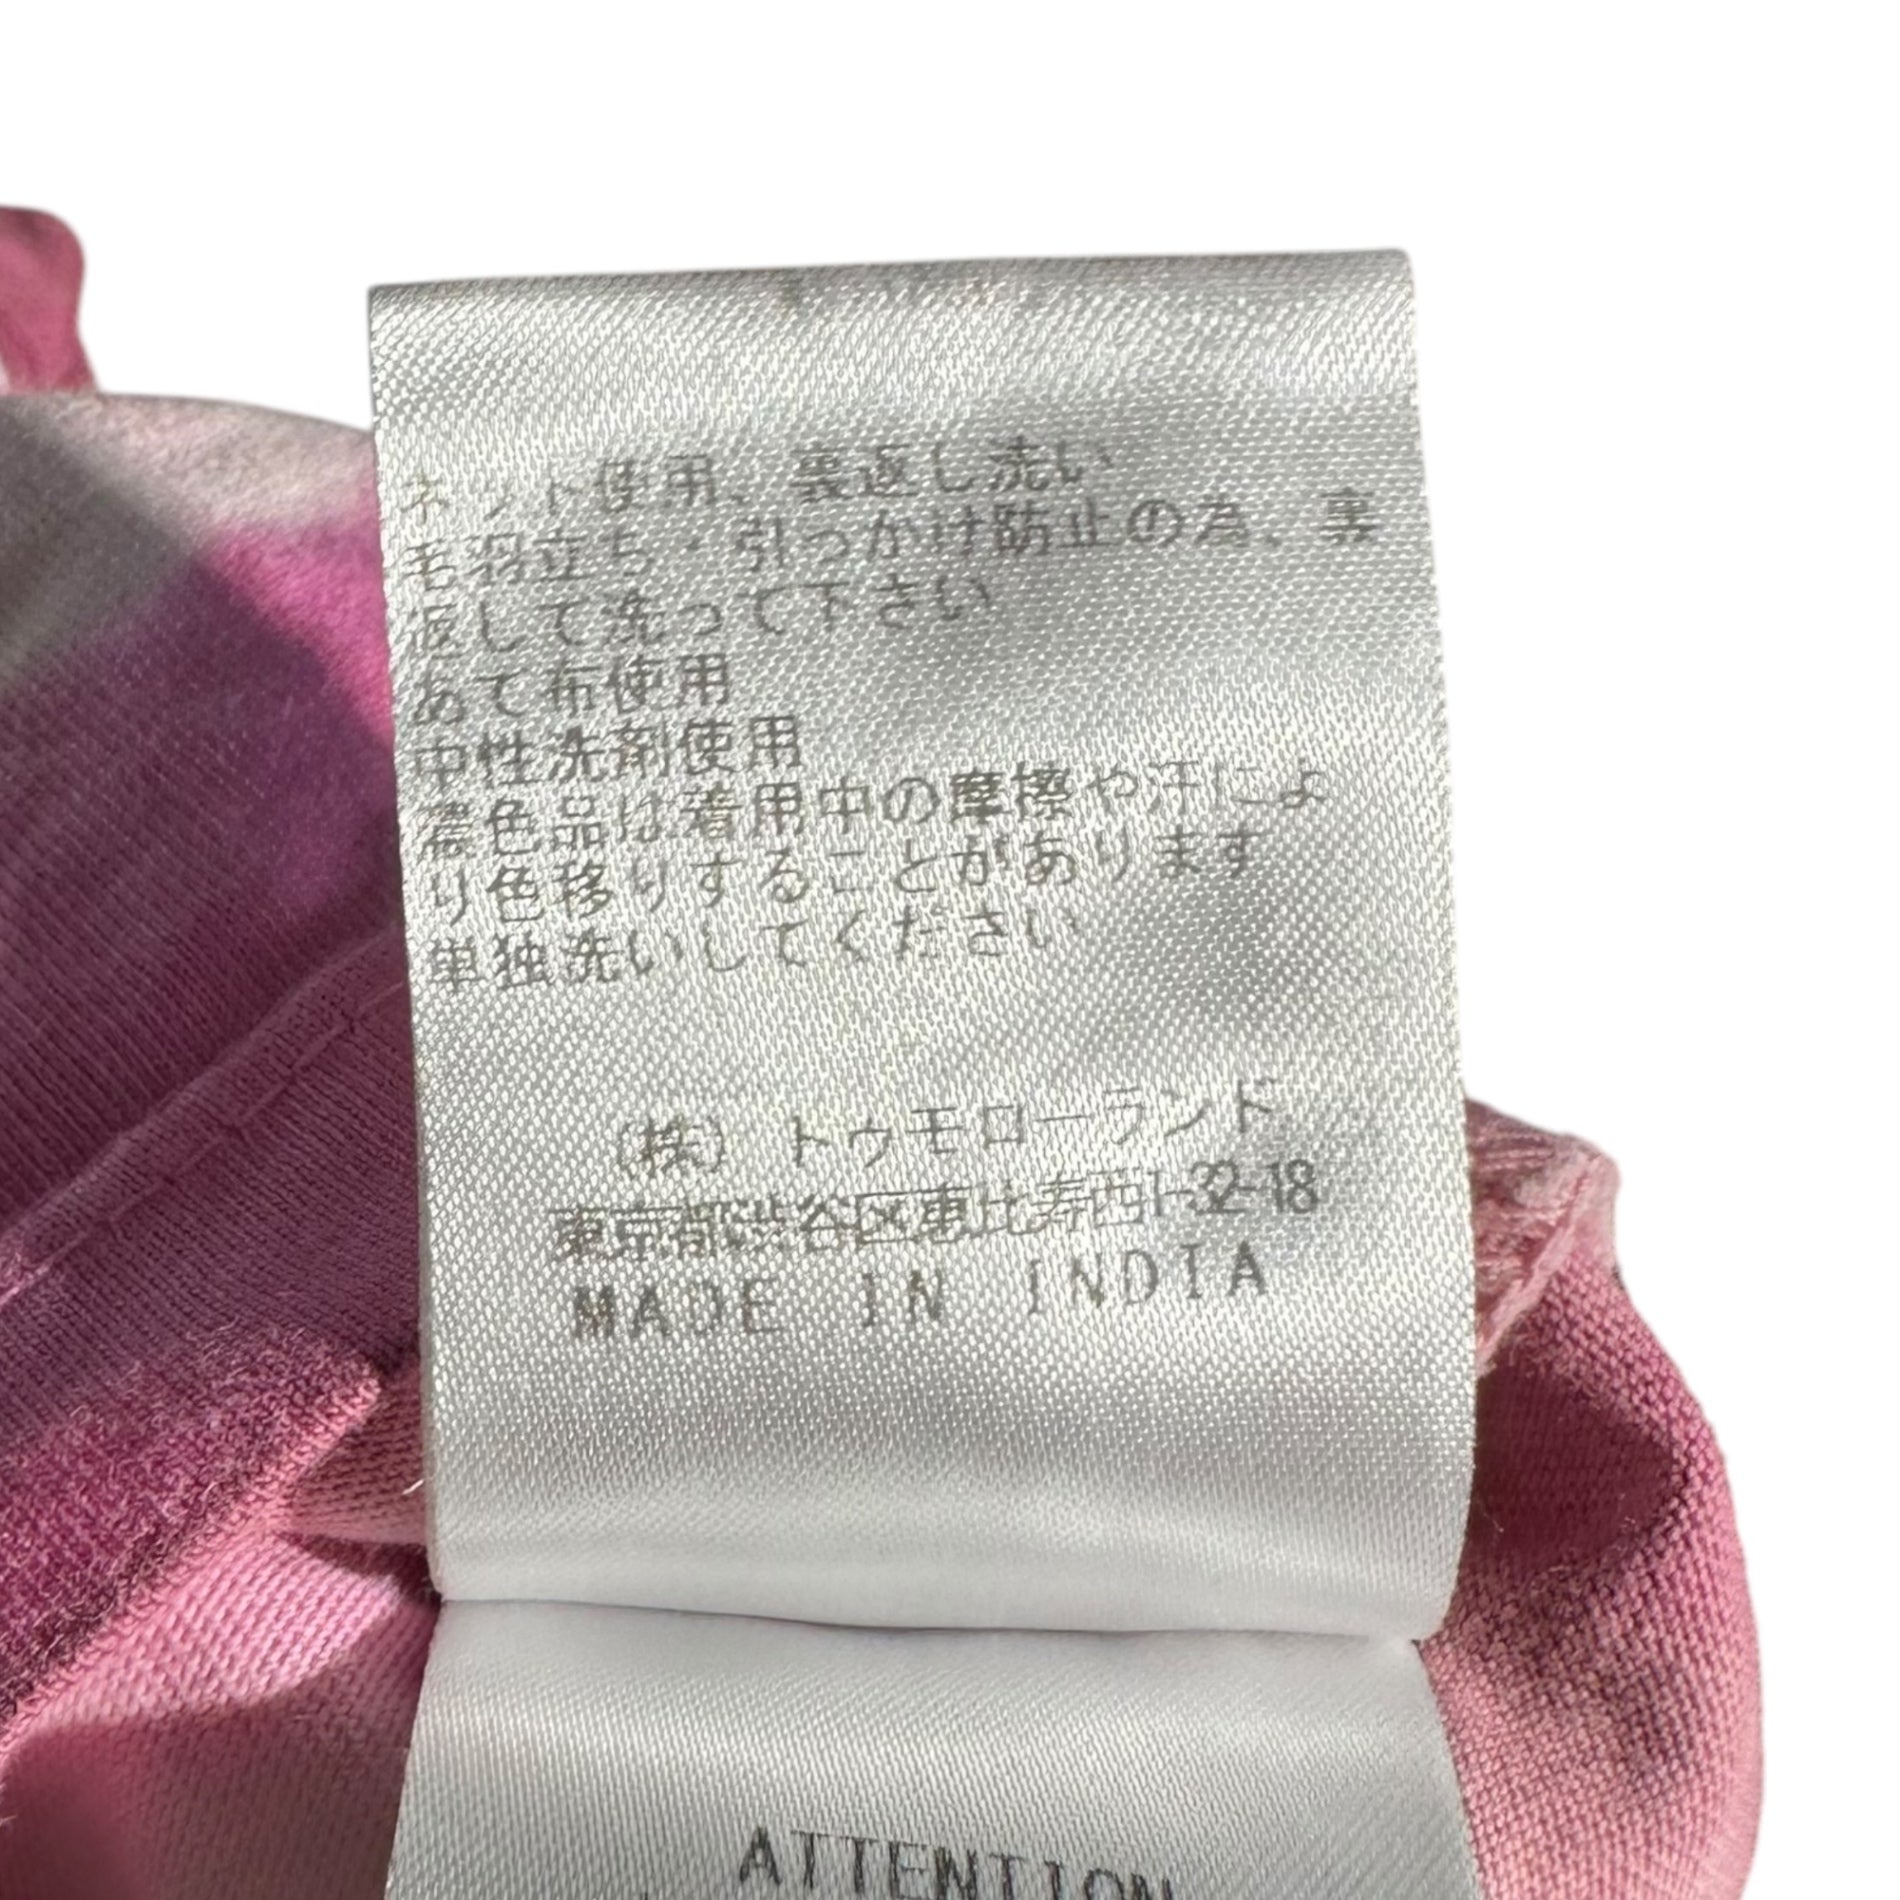 ネット使用、裏返し洗い
毛羽立ち・引っかけ防止の為、裏
返して洗って下さい
あて布使用
中性洗剤使用
濃色品は着用中の摩擦や汗によ
り色移りすることがあります
単独洗いしてください
(株)トゥモローランド
東京都渋谷区恵比寿西1-32-18
MADE IN INDIA
ATTENTION